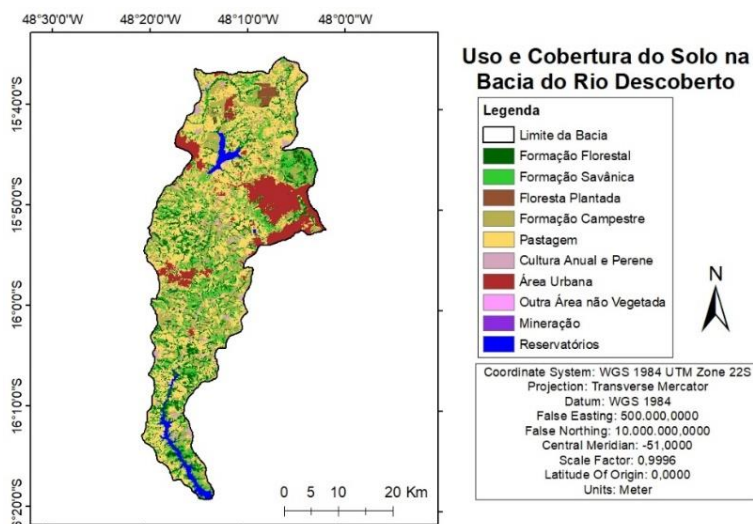 48°30'0"W 48°20'0"W 48°10'0"W 48°0'0"W
15°40'0"S
15°50'0"S
16°0'0"S
16°10'0"S
16°20'0"S
0 5 10 20 Km
Uso e Cobertura do Solo na
Bacia do Rio Descoberto
Legenda
Limite da Bacia
Formação Florestal
Formação Savânica
Floresta Plantada
Formação Campestre
Pastagem
Cultura Anual e Perene
Área Urbana
Outra Área não Vegetada
Mineração
Reservatórios
N
Coordinate System: WGS 1984 UTM Zone 22S
Projection: Transverse Mercator
Datum: WGS 1984
False Easting: 500.000,0000
False Northing: 10.000.000,0000
Central Meridian: -51,0000
Scale Factor: 0,9996
Latitude Of Origin: 0,0000
Units: Meter